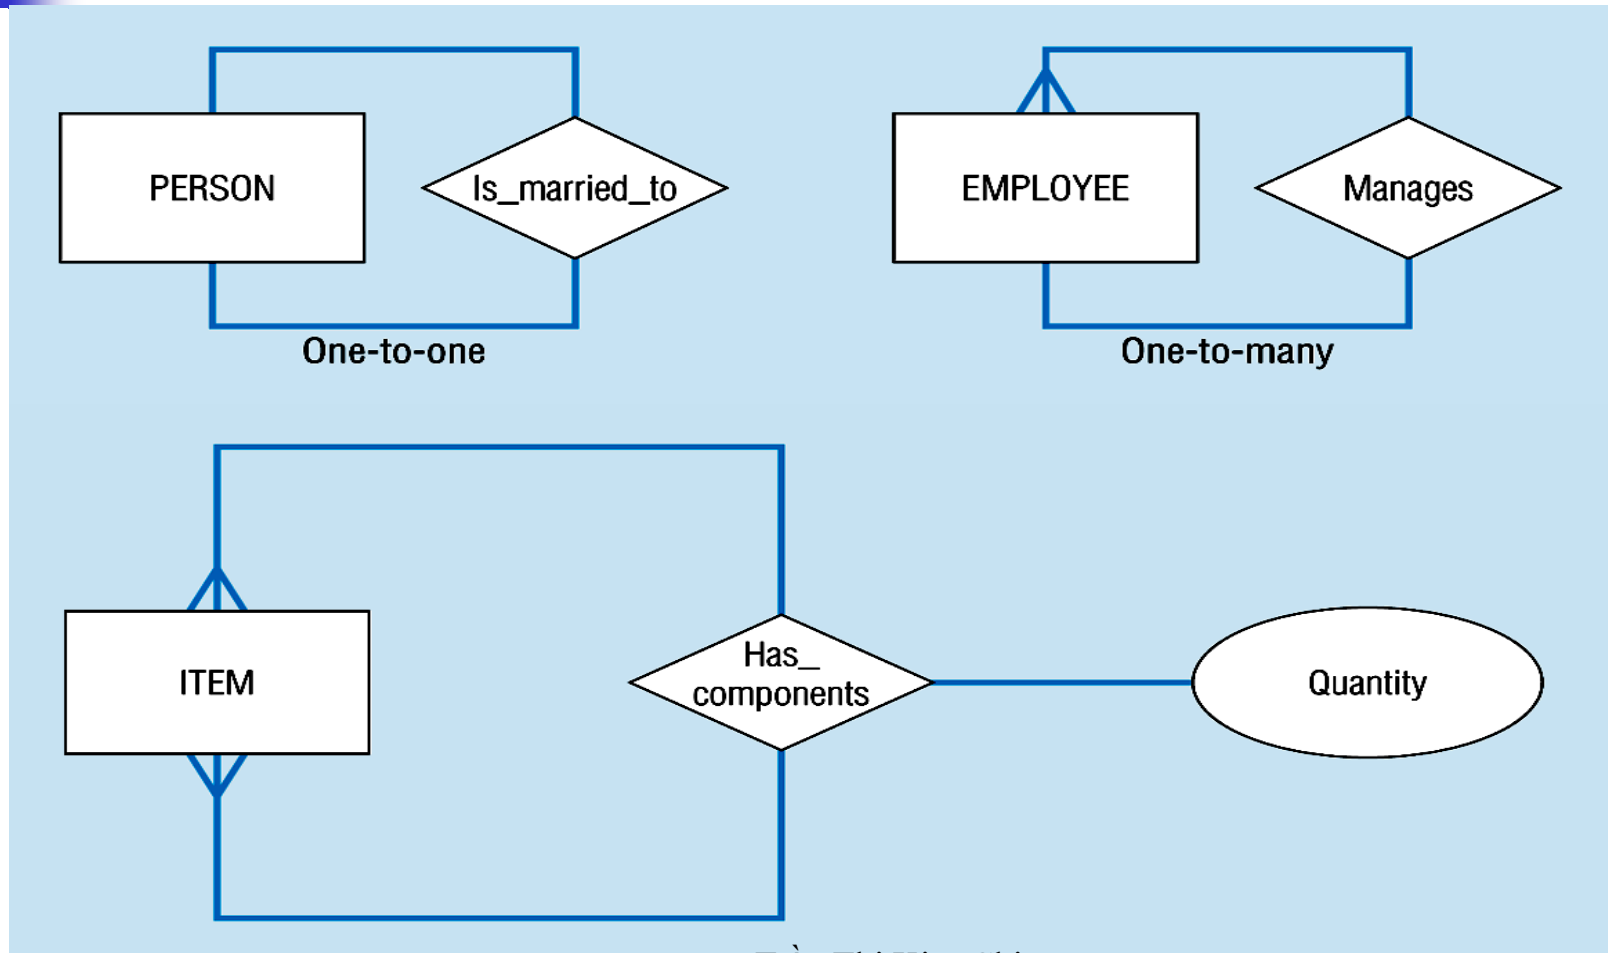 PERSON
Is_married_to
EMPLOYEE
Manages
One-to-one
One-to-many
ITEM
Has_
components
Quantity